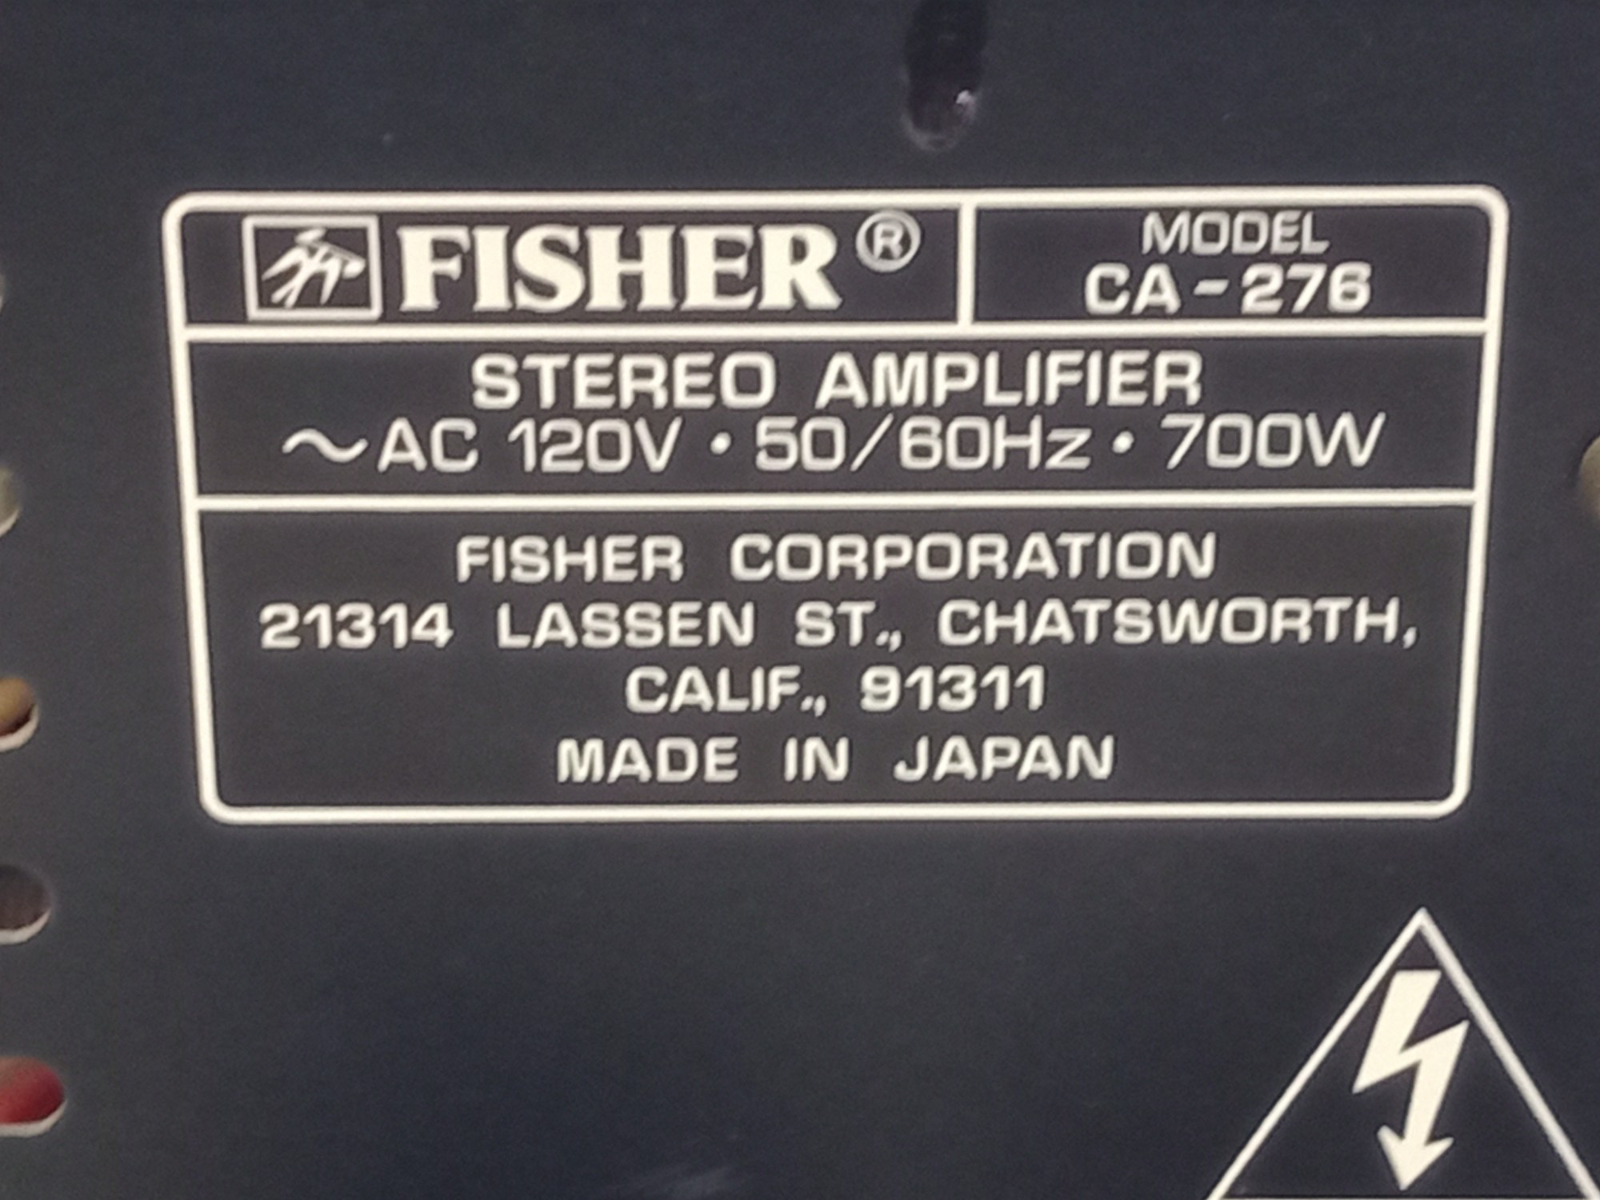 FISHER®
MODEL
CA-276
STEREO AMPLIFIER
~AC 120V • 50/60Hz • 700W
FISHER CORPORATION
21314 LASSEN ST., CHATSWORTH,
CALIF., 91311
MADE IN JAPAN